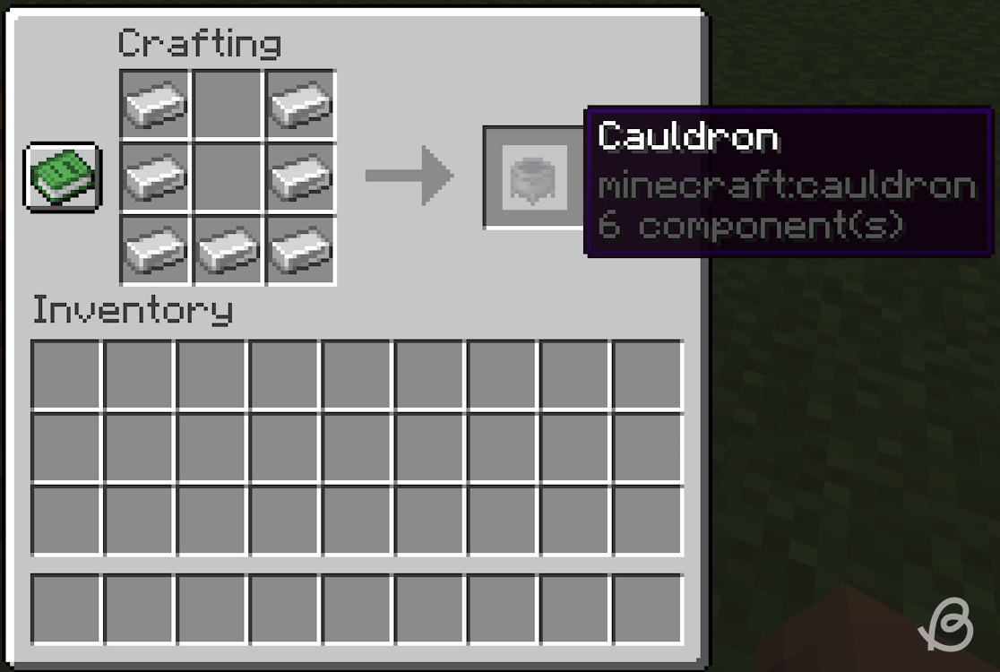 Crafting
Cauldron
minecraft:cauldron
6 component(s)
Inventory